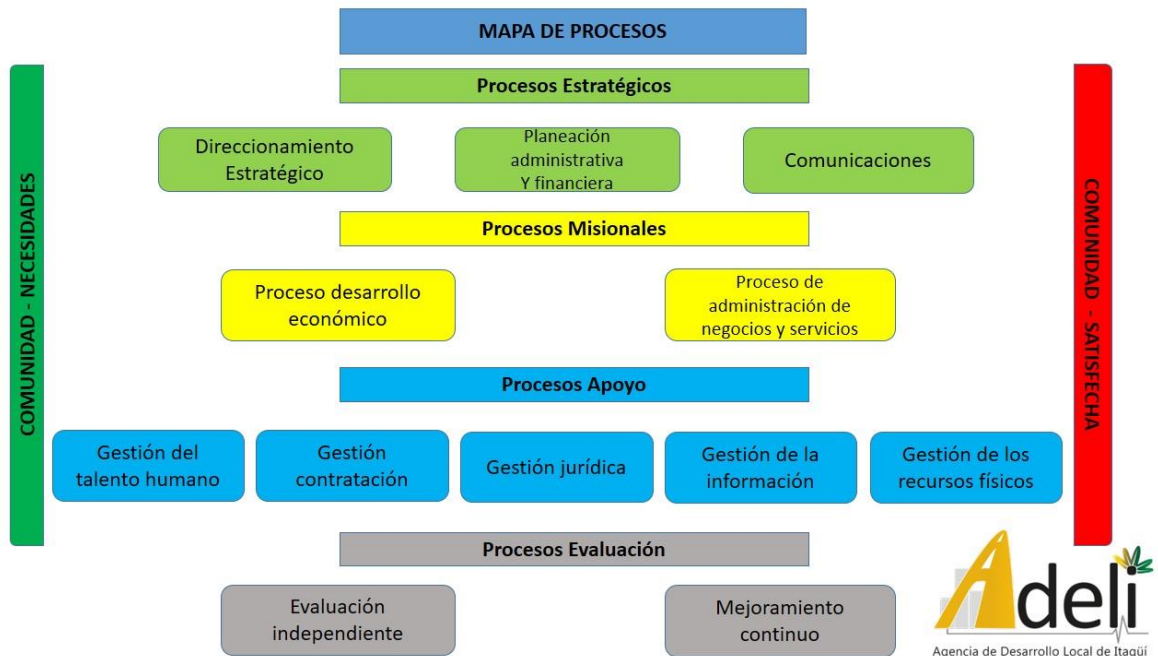 MAPA DE PROCESOS
COMUNIDAD - NECESIDADES
Procesos Estratégicos
Direccionamiento
Estratégico
Planeación
administrativa
Y financiera
Comunicaciones
Procesos Misionales
Proceso desarrollo
económico
Proceso de
administración de
negocios y servicios
Procesos Apoyo
Gestión del
talento humano
Gestión
contratación
Gestión jurídica
Gestión de la
información
Gestión de los
recursos físicos
Procesos Evaluación
Evaluación
independiente
Mejoramiento
continuo
COMUNIDAD - SATISFECHA
Adeli
Agencia de Desarrollo Local de Itagüí